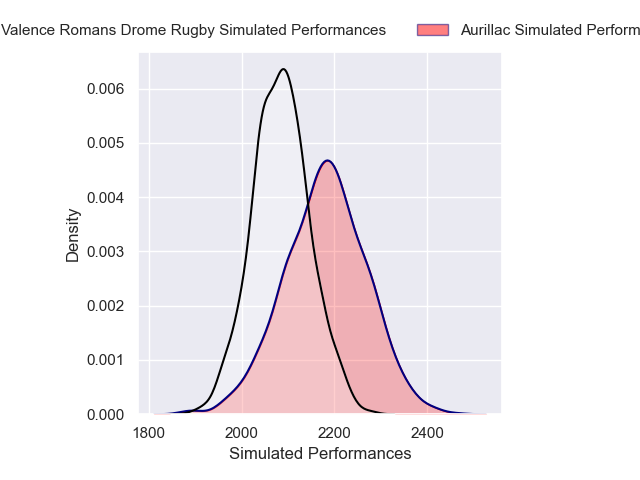 Valence Romans Drome Rugby Simulated Performances
Aurillac Simulated Perform
0.006
0.005
0.004
0.003
0.002
0.001
0.000
Density
1800 2000 2200 2400
Simulated Performances